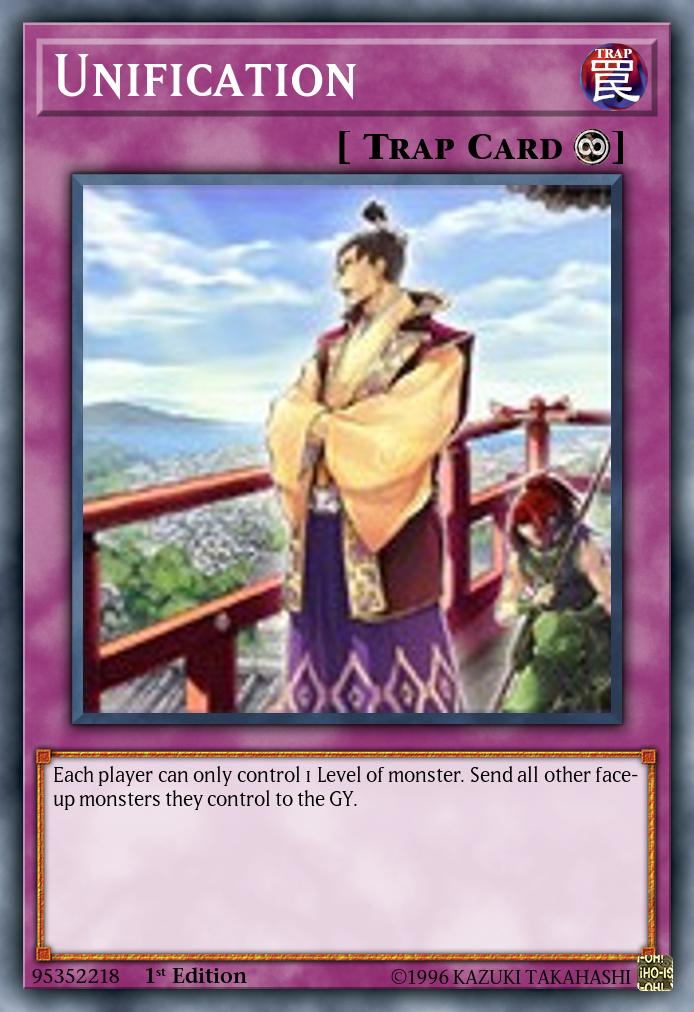 Unification
TRAP
罠
[ Trap Card ]
Each player can only control 1 Level of monster. Send all other face-
up monsters they control to the GY.
95352218 1st Edition ©1996 KAZUKI TAKAHASHI